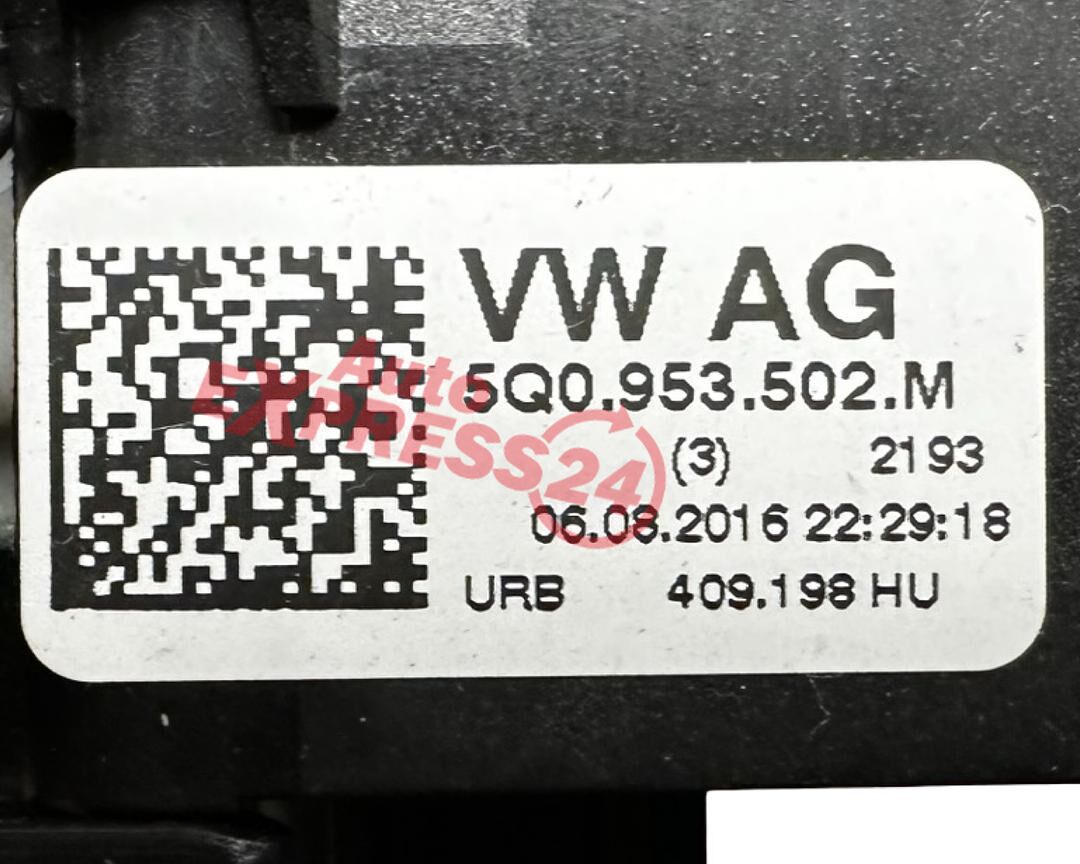 VW AG
5Q0.953.502.M
(3) 2193
06.08.2016 22:29:18
URB 409.198 HU
Auto
EXPRESS24